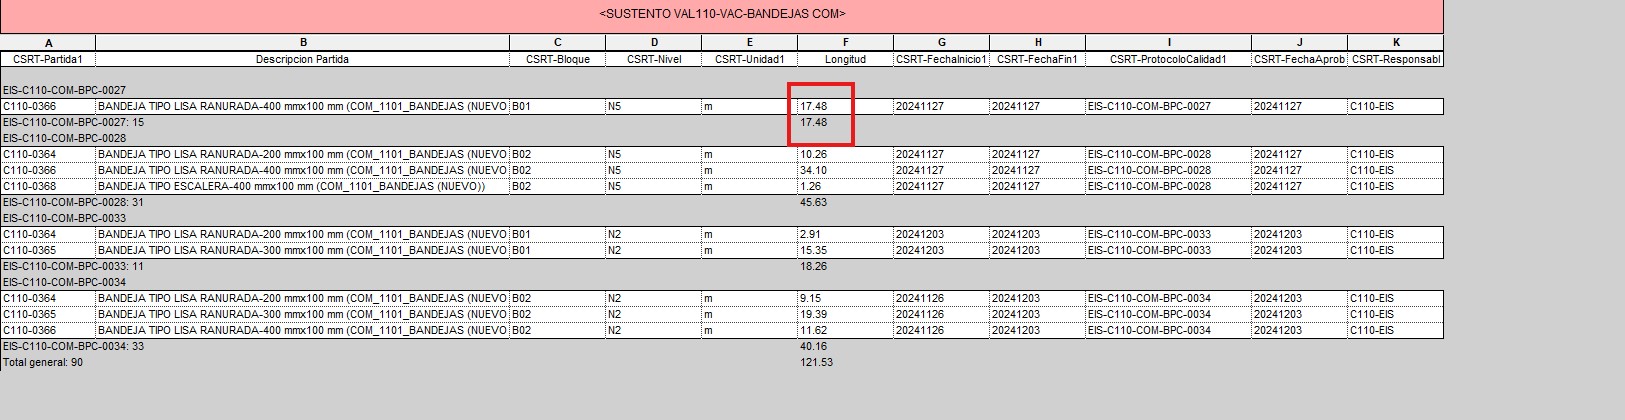 <SUSTENTO VAL110-VAC-BANDEJAS COM>
A B C D E F G H I J K
CSRT-Partida1 Descripcion Partida CSRT-Bloque CSRT-Nivel CSRT-Unidad1 Longitud CSRT-FechaInicio1 CSRT-FechaFin1 CSRT-ProtocoloCalidad1 CSRT-FechaAprob CSRT-Responsabl
EIS-C110-COM-BPC-0027
C110-0366 BANDEJA TIPO LISA RANURADA-400 mmx100 mm (COM_1101_BANDEJAS (NUEVO B01 N5 m 17.48 20241127 20241127 EIS-C110-COM-BPC-0027 20241127 C110-EIS
EIS-C110-COM-BPC-0027: 15 17.48
EIS-C110-COM-BPC-0028
C110-0364 BANDEJA TIPO LISA RANURADA-200 mmx100 mm (COM_1101_BANDEJAS (NUEVO B02 N5 m 10.26 20241127 20241127 EIS-C110-COM-BPC-0028 20241127 C110-EIS
C110-0366 BANDEJA TIPO LISA RANURADA-400 mmx100 mm (COM_1101_BANDEJAS (NUEVO B02 N5 m 34.10 20241127 20241127 EIS-C110-COM-BPC-0028 20241127 C110-EIS
C110-0368 BANDEJA TIPO ESCALERA-400 mmx100 mm (COM_1101_BANDEJAS (NUEVO)) B02 N5 m 1.26 20241127 20241127 EIS-C110-COM-BPC-0028 20241127 C110-EIS
EIS-C110-COM-BPC-0028: 31 45.63
EIS-C110-COM-BPC-0033
C110-0364 BANDEJA TIPO LISA RANURADA-200 mmx100 mm (COM_1101_BANDEJAS (NUEVO B01 N2 m 2.91 20241203 20241203 EIS-C110-COM-BPC-0033 20241203 C110-EIS
C110-0365 BANDEJA TIPO LISA RANURADA-300 mmx100 mm (COM_1101_BANDEJAS (NUEVO B01 N2 m 15.35 20241203 20241203 EIS-C110-COM-BPC-0033 20241203 C110-EIS
EIS-C110-COM-BPC-0033: 11 18.26
EIS-C110-COM-BPC-0034
C110-0364 BANDEJA TIPO LISA RANURADA-200 mmx100 mm (COM_1101_BANDEJAS (NUEVO B02 N2 m 9.15 20241126 20241203 EIS-C110-COM-BPC-0034 20241203 C110-EIS
C110-0365 BANDEJA TIPO LISA RANURADA-300 mmx100 mm (COM_1101_BANDEJAS (NUEVO B02 N2 m 19.39 20241126 20241203 EIS-C110-COM-BPC-0034 20241203 C110-EIS
C110-0366 BANDEJA TIPO LISA RANURADA-400 mmx100 mm (COM_1101_BANDEJAS (NUEVO B02 N2 m 11.62 20241126 20241203 EIS-C110-COM-BPC-0034 20241203 C110-EIS
EIS-C110-COM-BPC-0034: 33 40.16
Total general: 90 121.53